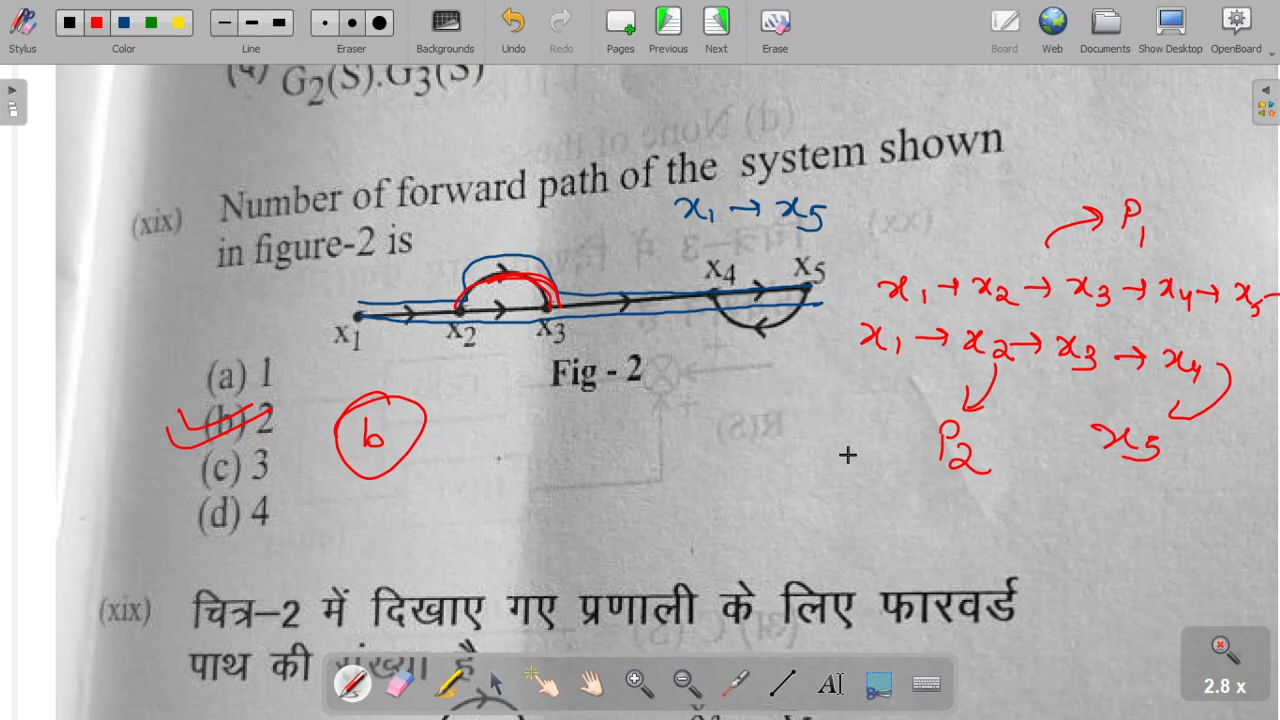 Stylus Color Line Eraser Backgrounds Undo Redo Pages Previous Next Erase Board Web Documents Show Desktop OpenBoard
G2(S).G3(S)
(xix) Number of forward path of the system shown
in figure-2 is
x1 → x5
x1 x2 x3 x4 x5
Fig - 2
→ P1
x1 → x2 → x3 → x4 → x5
x1 → x2 → x3 → x4
x5
P2
(a) 1
(b) 2
(c) 3
(d) 4
b
(xix) चित्र–2 में दिखाए गए प्रणाली के लिए फारवर्ड
पाथ की संख्या है
2.8 x